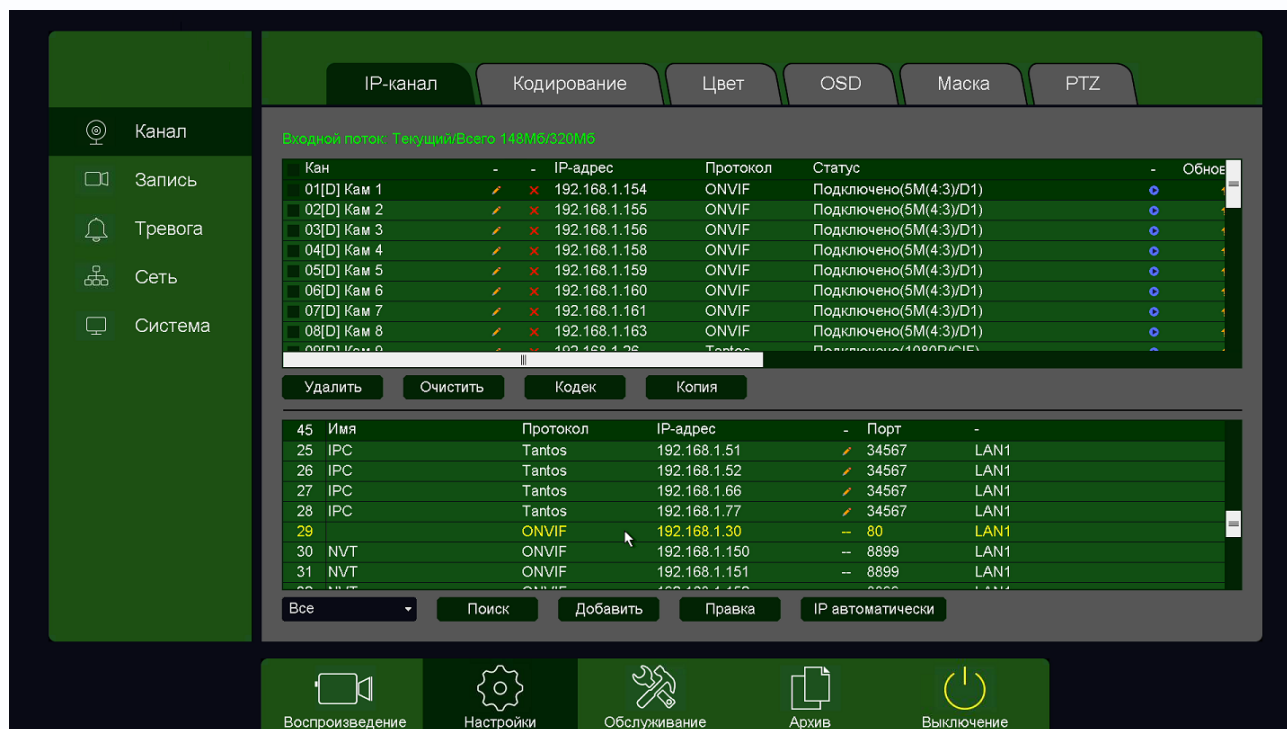 IP-канал Кодирование Цвет OSD Маска PTZ
Канал
Запись
Тревога
Сеть
Система
Входной поток: Текущий/Всего 148Мб/320Мб
Кан - - IP-адрес Протокол Статус - Обнов
01[D] Кам 1 192.168.1.154 ONVIF Подключено(5M(4:3)/D1)
02[D] Кам 2 192.168.1.155 ONVIF Подключено(5M(4:3)/D1)
03[D] Кам 3 192.168.1.156 ONVIF Подключено(5M(4:3)/D1)
04[D] Кам 4 192.168.1.158 ONVIF Подключено(5M(4:3)/D1)
05[D] Кам 5 192.168.1.159 ONVIF Подключено(5M(4:3)/D1)
06[D] Кам 6 192.168.1.160 ONVIF Подключено(5M(4:3)/D1)
07[D] Кам 7 192.168.1.161 ONVIF Подключено(5M(4:3)/D1)
08[D] Кам 8 192.168.1.163 ONVIF Подключено(5M(4:3)/D1)
09[D] Кам 9 192.168.1.26 Tantos Подключено(1080P/CIF)
Удалить Очистить Кодек Копия
45 Имя Протокол IP-адрес - Порт -
25 IPC Tantos 192.168.1.51 34567 LAN1
26 IPC Tantos 192.168.1.52 34567 LAN1
27 IPC Tantos 192.168.1.66 34567 LAN1
28 IPC Tantos 192.168.1.77 34567 LAN1
29 ONVIF 192.168.1.30 -- 80 LAN1
30 NVT ONVIF 192.168.1.150 -- 8899 LAN1
31 NVT ONVIF 192.168.1.151 -- 8899 LAN1
Все Поиск Добавить Правка IP автоматически
Воспроизведение Настройки Обслуживание Архив Выключение